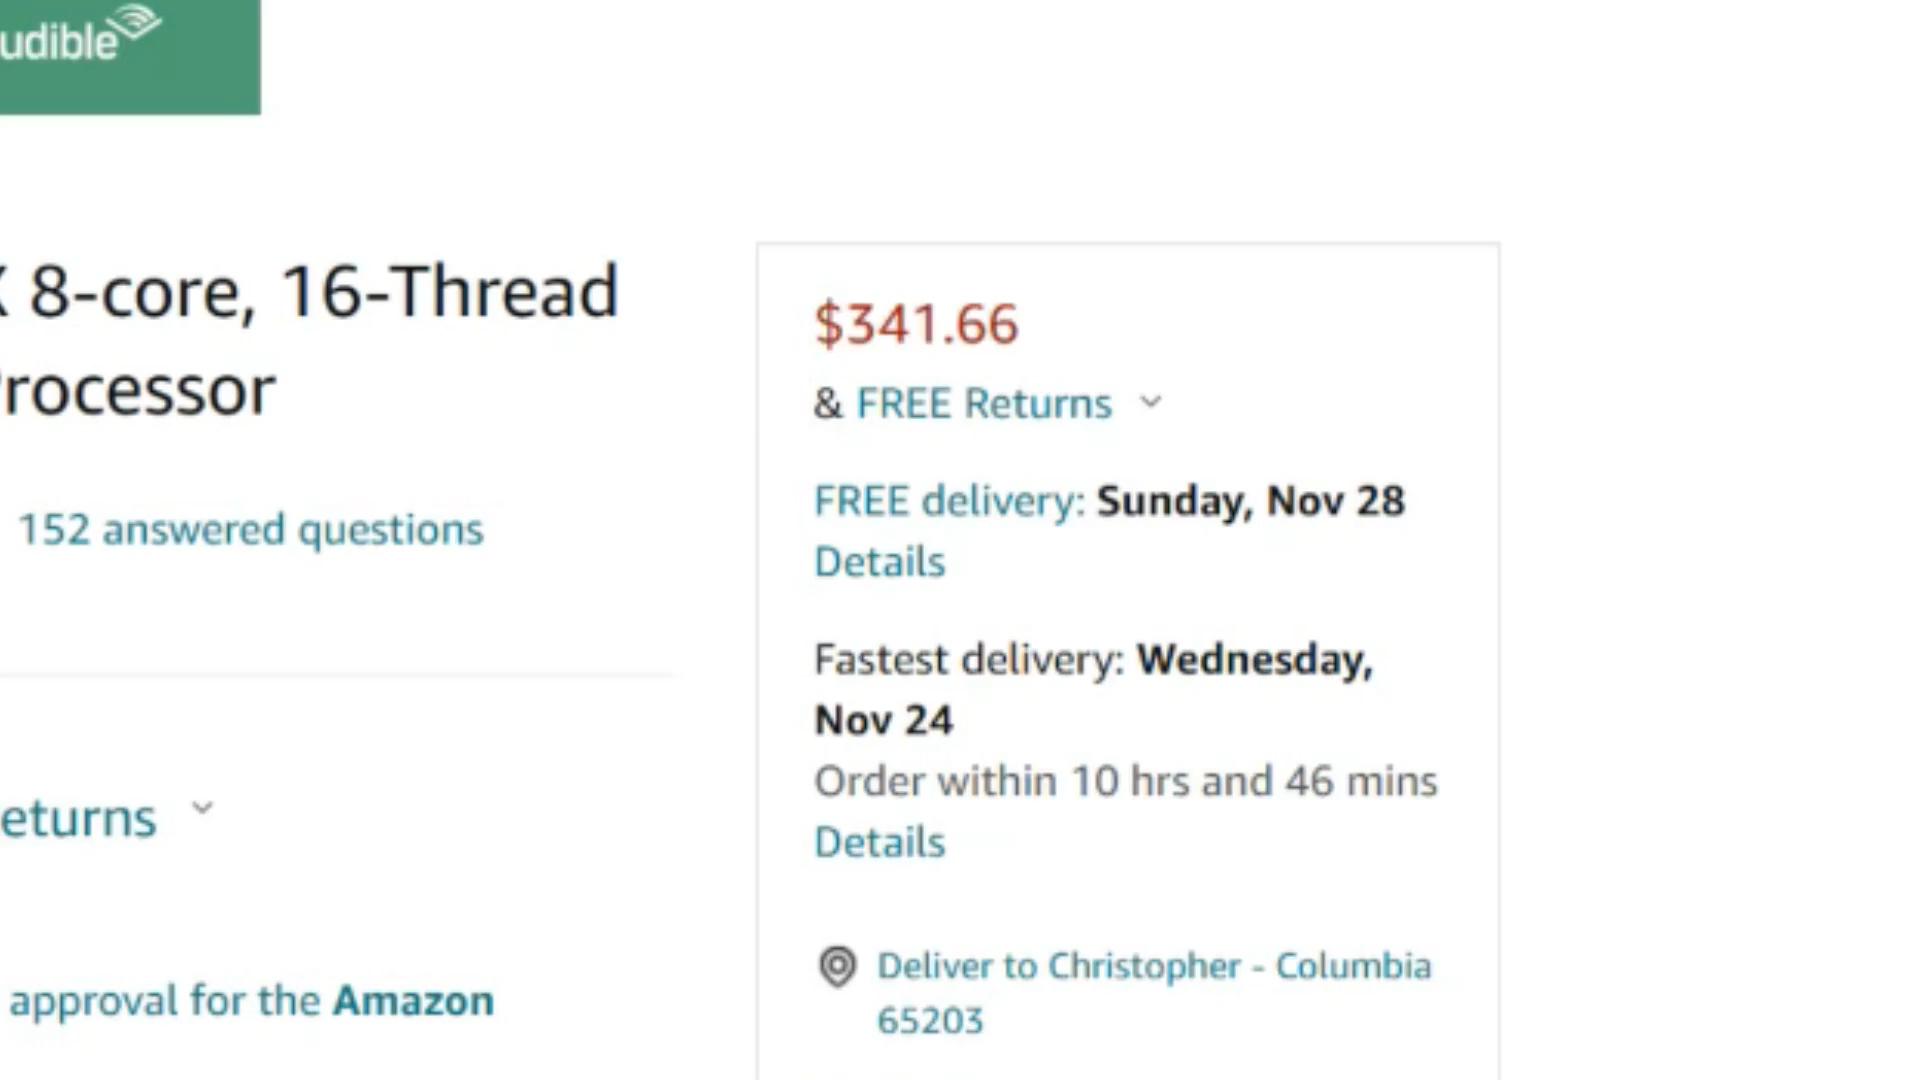 udible
8-core, 16-Thread
rocessor
152 answered questions
eturns
approval for the Amazon
$341.66
& FREE Returns
FREE delivery: Sunday, Nov 28
Details
Fastest delivery: Wednesday,
Nov 24
Order within 10 hrs and 46 mins
Details
Deliver to Christopher - Columbia
65203